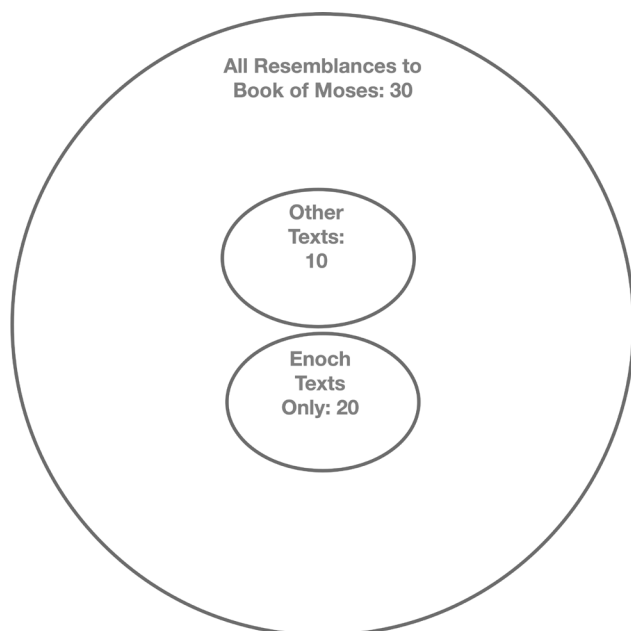 All Resemblances to
Book of Moses: 30
Other
Texts:
10
Enoch
Texts
Only: 20